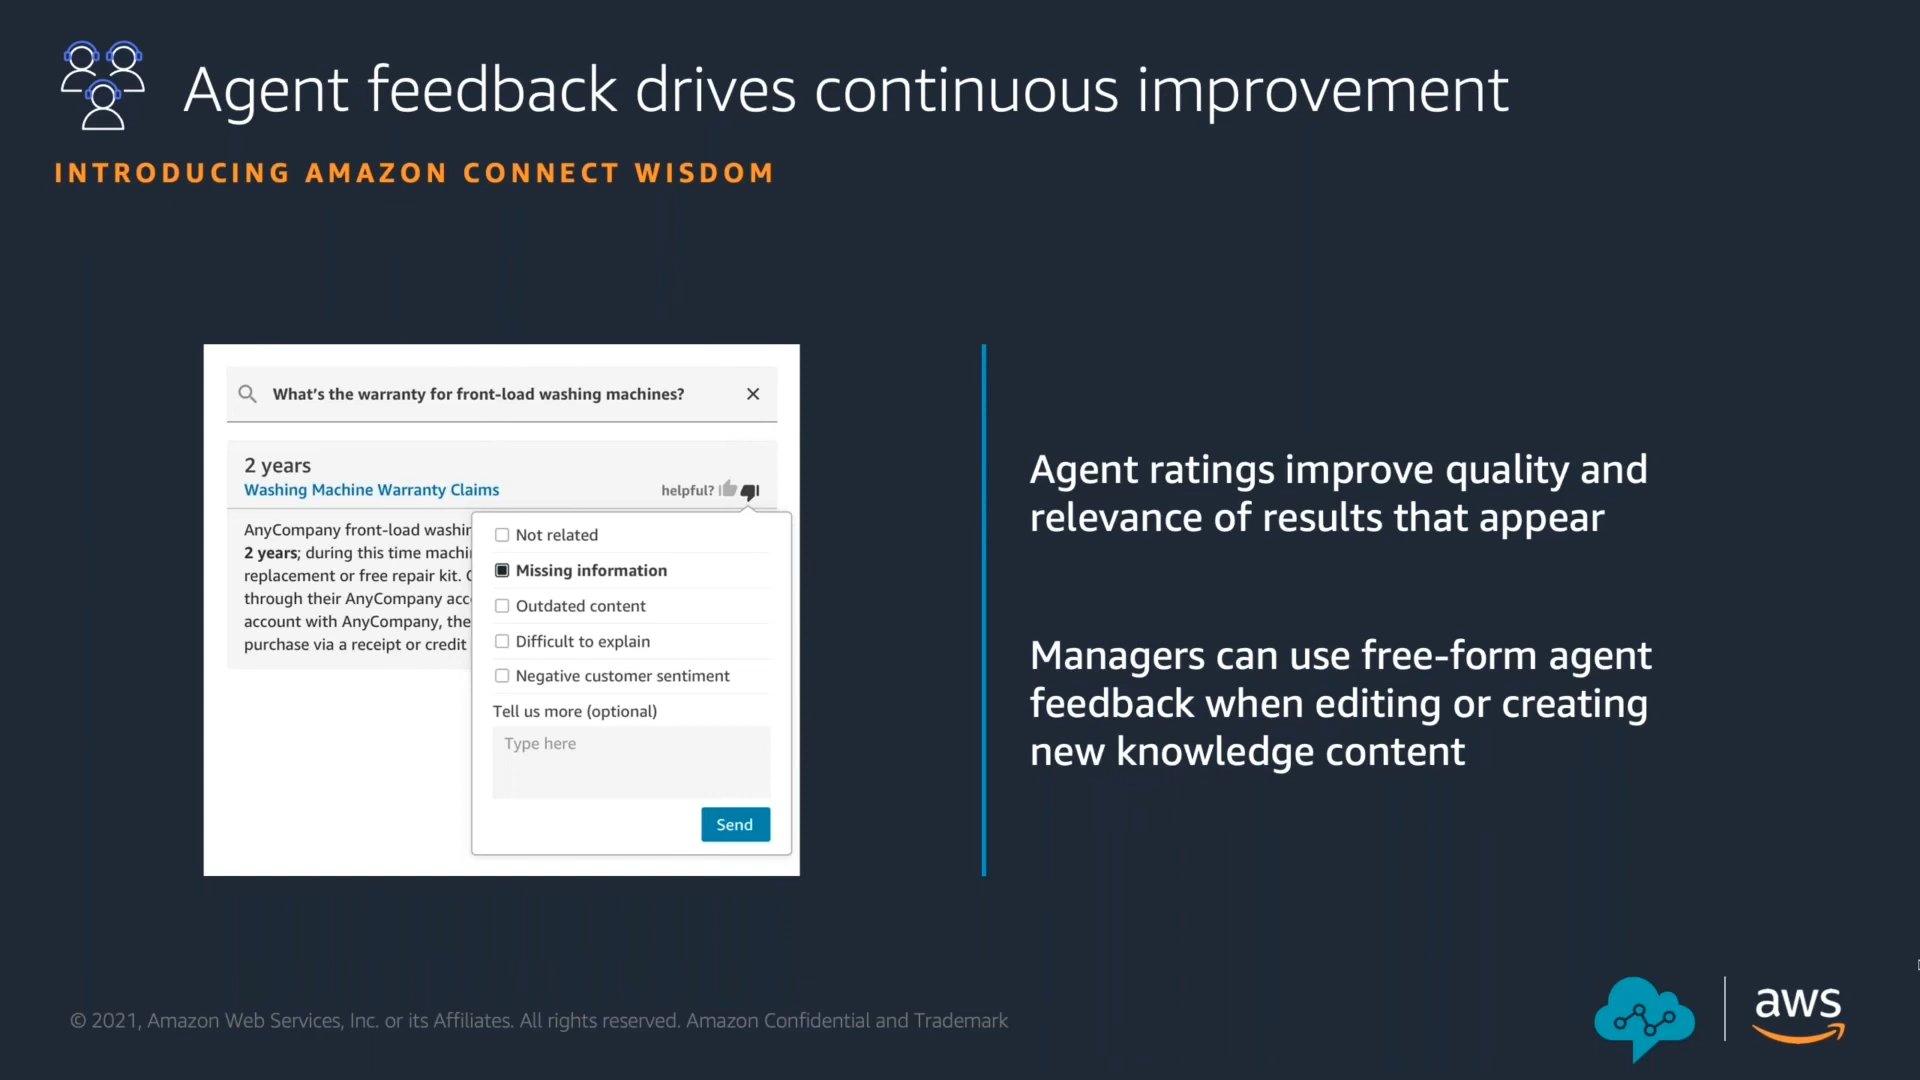 Agent feedback drives continuous improvement
INTRODUCING AMAZON CONNECT WISDOM
What's the warranty for front-load washing machines?
2 years
Washing Machine Warranty Claims
helpful?
AnyCompany front-load
2 years; during this time
replacement or free repair kit.
through their AnyCompany
account with AnyCompany, the
purchase via a receipt or credit
Not related
Missing information
Outdated content
Difficult to explain
Negative customer sentiment
Tell us more (optional)
Type here
Send
Agent ratings improve quality and
relevance of results that appear
Managers can use free-form agent
feedback when editing or creating
new knowledge content
© 2021, Amazon Web Services, Inc. or its Affiliates. All rights reserved. Amazon Confidential and Trademark
aws